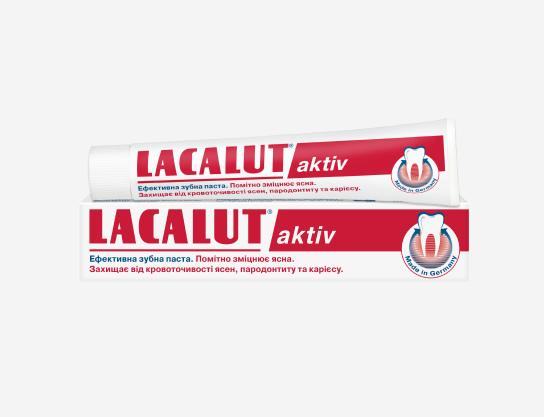 LACALUT® aktiv
Ефективна зубна паста. Помітно зміцнює ясна.
Захищає від кровоточивості ясен, пародонтиту та карієсу.
Made in Germany
LACALUT® aktiv
Ефективна зубна паста. Помітно зміцнює ясна.
Захищає від кровоточивості ясен, пародонтиту та карієсу.
Made in Germany